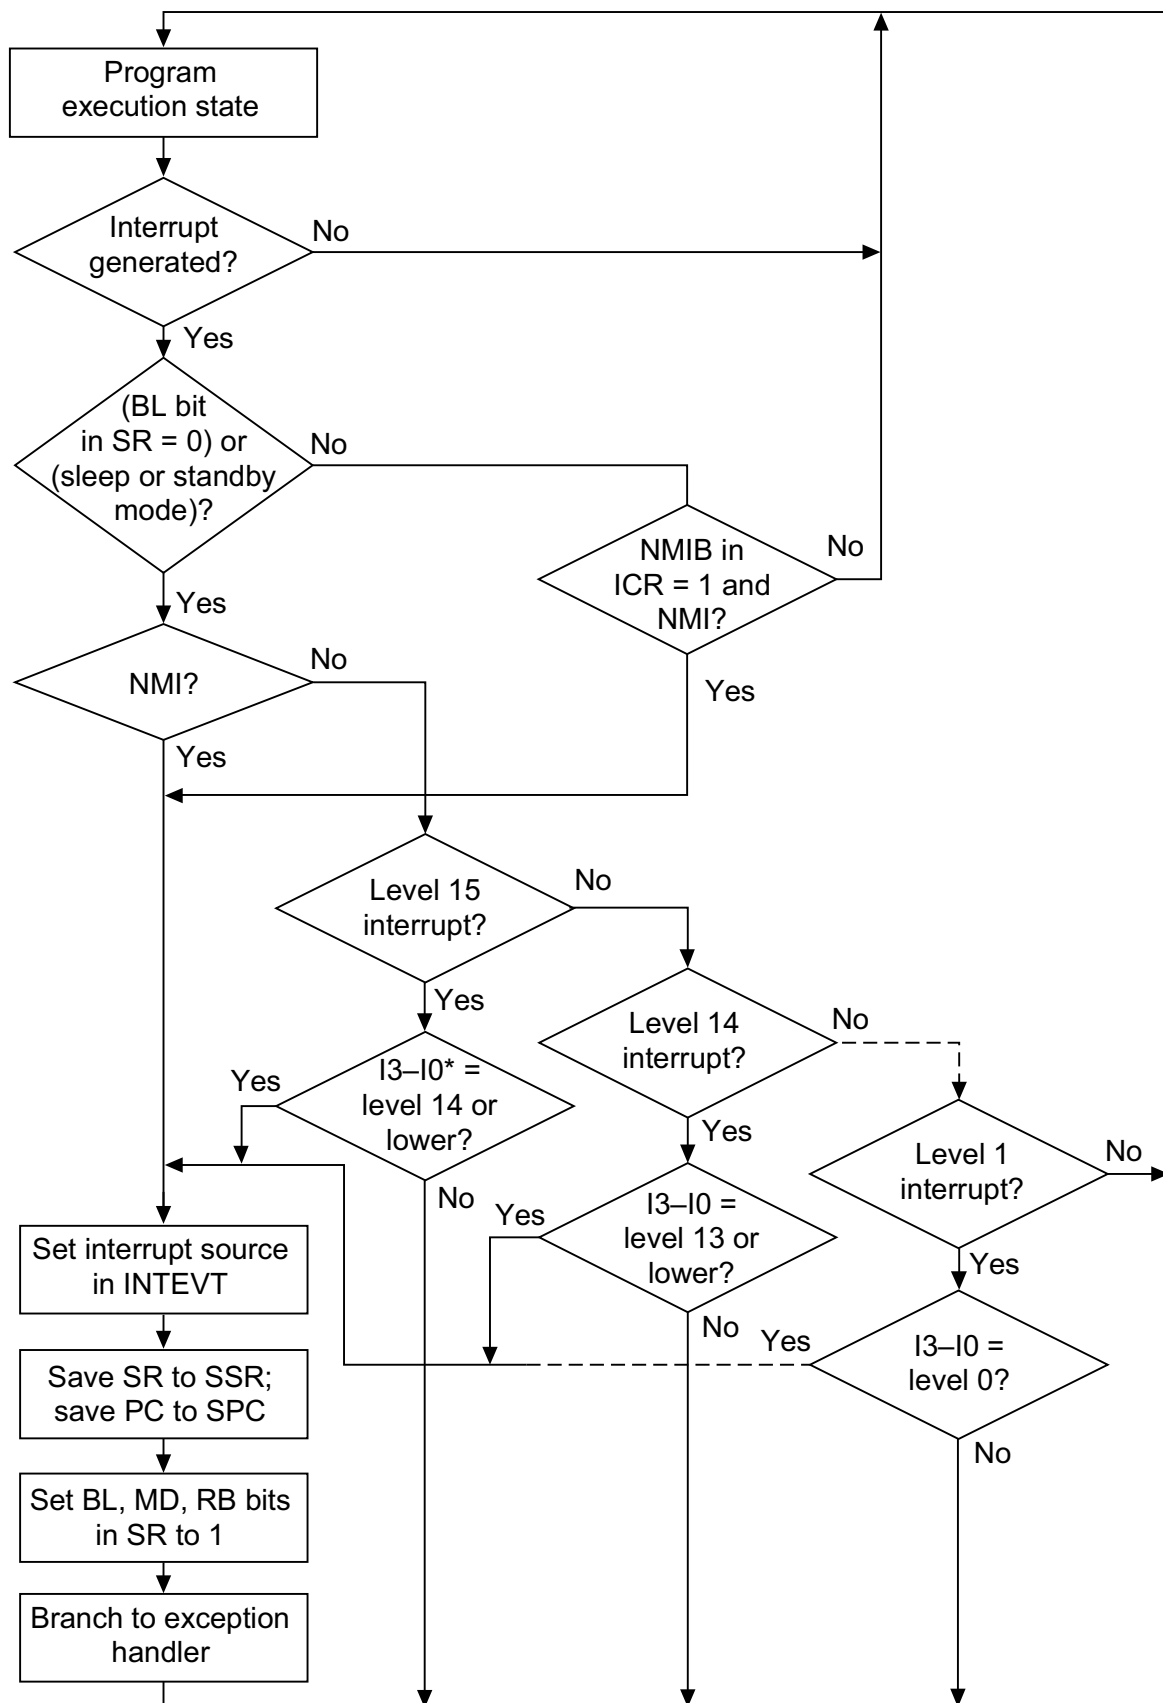 Program
execution state
Interrupt
generated?
No
Yes
(BL bit
in SR = 0) or
(sleep or standby
mode)?
No
Yes
NMIB in
ICR = 1 and
NMI?
No
Yes
NMI?
No
Yes
Level 15
interrupt?
No
Yes
Level 14
interrupt?
No
Yes
I3–I0* =
level 14 or
lower?
Yes
No
Level 1
interrupt?
No
Yes
I3–I0 =
level 13 or
lower?
Yes
No
I3–I0 =
level 0?
Yes
No
Set interrupt source
in INTEVT
Save SR to SSR;
save PC to SPC
Set BL, MD, RB bits
in SR to 1
Branch to exception
handler